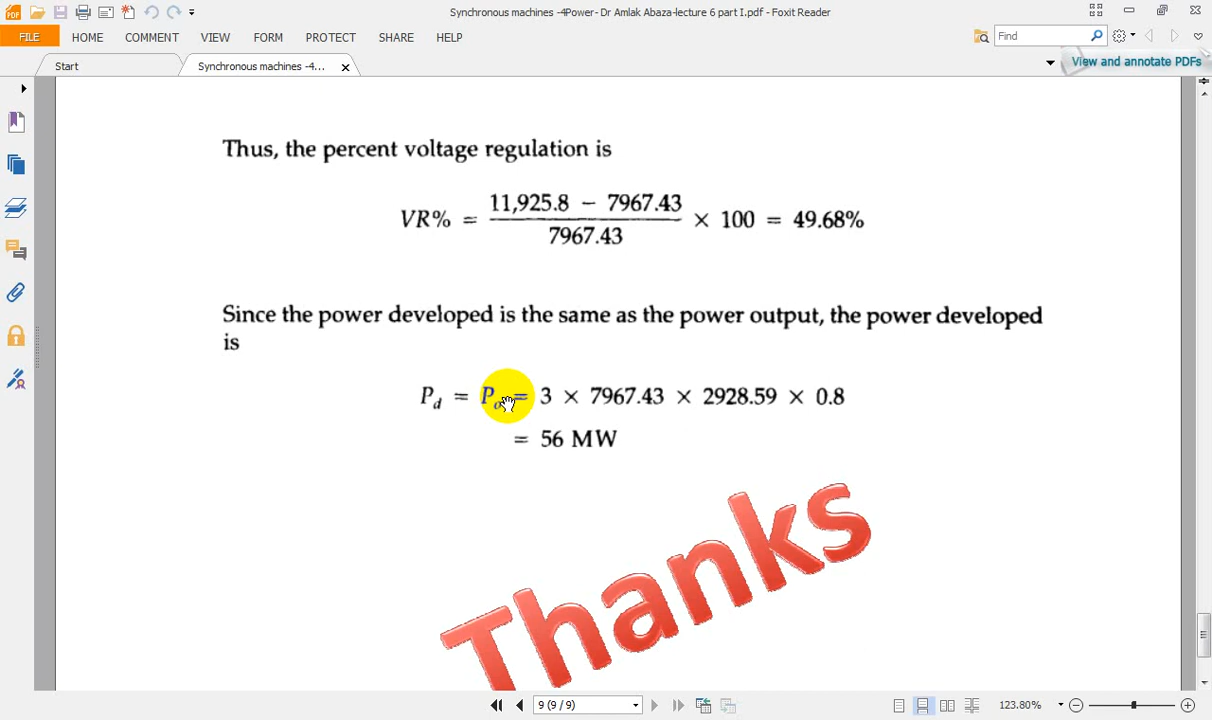 Synchronous machines -4Power- Dr Amlak Abaza-lecture 6 part I.pdf - Foxit Reader
FILE HOME COMMENT VIEW FORM PROTECT SHARE HELP Find
Start Synchronous machines -4... View and annotate PDFs
Thus, the percent voltage regulation is
VR% = (11,925.8 − 7967.43) / 7967.43 × 100 = 49.68%
Since the power developed is the same as the power output, the power developed
is
P_d = P_o = 3 × 7967.43 × 2928.59 × 0.8
= 56 MW
Thanks
9 (9 / 9) 123.80%